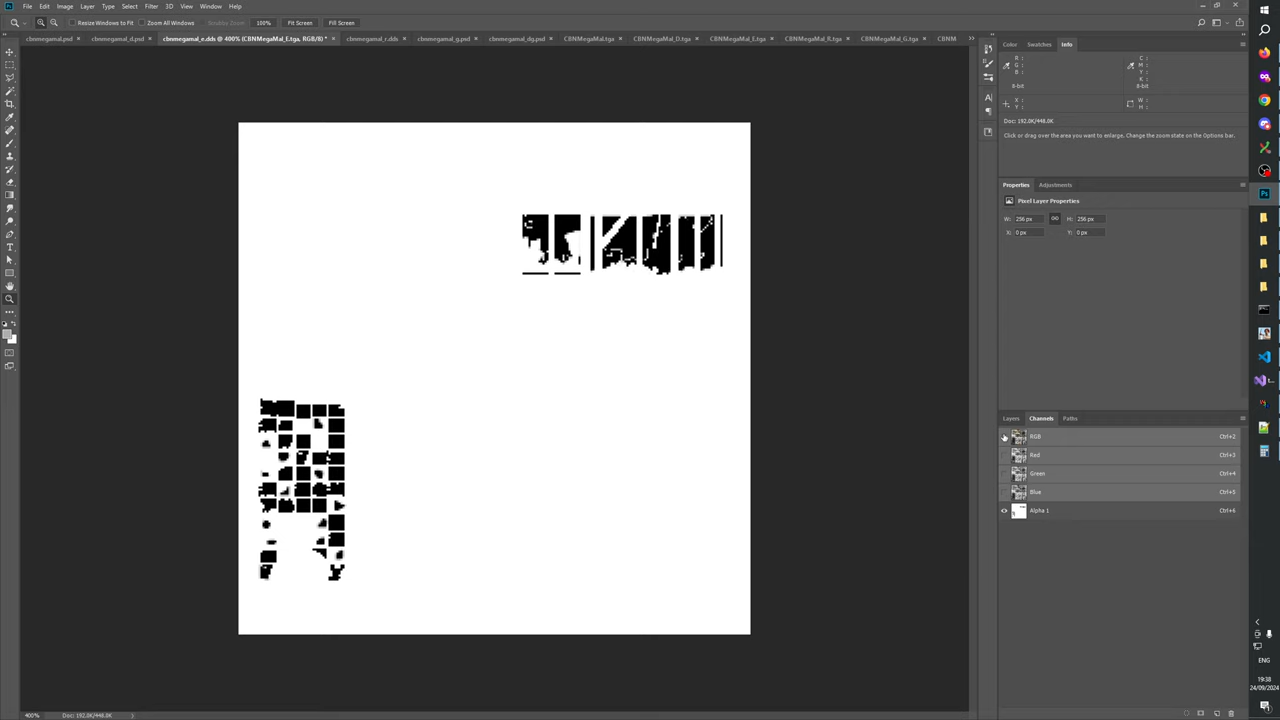 Ps File Edit Image Layer Type Select Filter 3D View Window Help
Resize Windows to Fit Zoom All Windows Scrubby Zoom 100% Fit Screen Fill Screen
cbnmegamal.psd × cbnmegamal_d.psd × cbnmegamal_e.dds @ 400% (CBNMegaMal_E.tga, RGB/8) * × cbnmegamal_r.dds × cbnmegamal_g.psd × cbnmegamal_dg.psd × CBNMegaMal.tga × CBNMegaMal_D.tga × CBNMegaMal_E.tga × CBNMegaMal_R.tga × CBNMegaMal_G.tga × CBNM »
Color Swatches Info
R : C :
G : M :
B : Y :
K :
8-bit 8-bit
X : W :
Y : H :
Doc: 192.0K/448.0K
Click or drag over the area you want to enlarge. Change the zoom state on the Options bar.
Properties Adjustments
Pixel Layer Properties
W: 256 px H: 256 px
X: 0 px Y: 0 px
Layers Channels Paths
RGB Ctrl+2
Red Ctrl+3
Green Ctrl+4
Blue Ctrl+5
Alpha 1 Ctrl+6
400% Doc: 192.0K/448.0K
ENG
19:38
24/09/2024